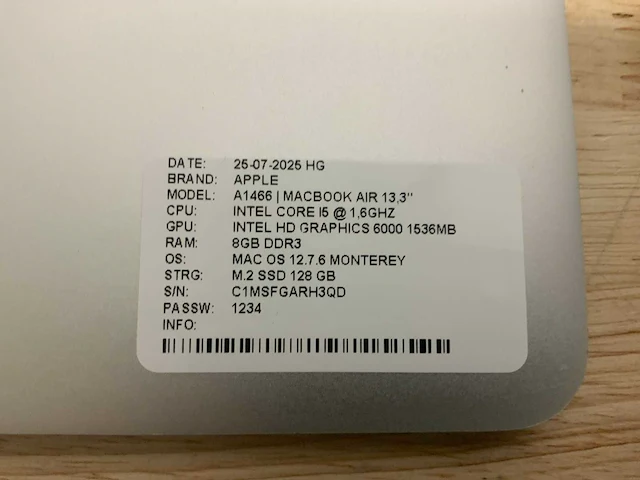 DATE: 25-07-2025 HG
BRAND: APPLE
MODEL: A1466 | MACBOOK AIR 13,3"
CPU: INTEL CORE I5 @ 1,6GHZ
GPU: INTEL HD GRAPHICS 6000 1536MB
RAM: 8GB DDR3
OS: MAC OS 12.7.6 MONTEREY
STRG: M.2 SSD 128 GB
S/N: C1MSFGARH3QD
PASSW: 1234
INFO: